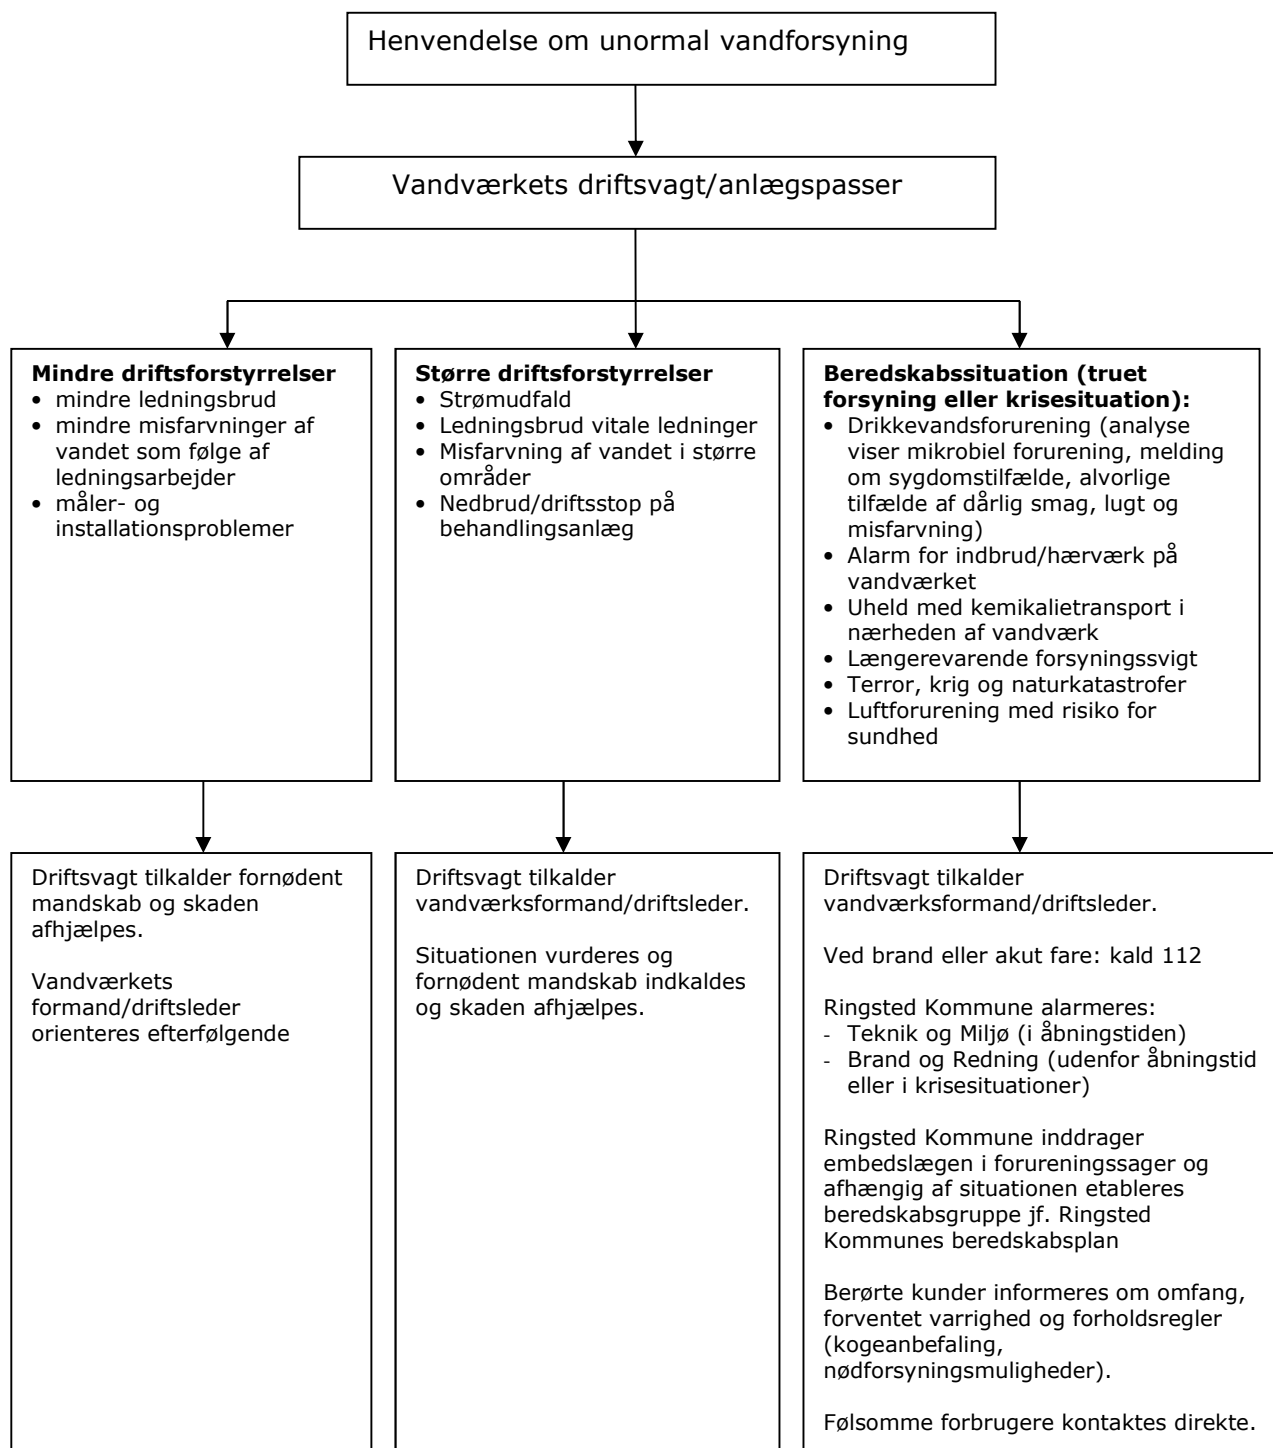 Henvendelse om unormal vandforsyning
Vandværkets driftsvagt/anlægspasser
Mindre driftsforstyrrelser
• mindre ledningsbrud
• mindre misfarvninger af
vandet som følge af
ledningsarbejder
• måler- og
installationsproblemer
Større driftsforstyrrelser
• Strømudfald
• Ledningsbrud vitale ledninger
• Misfarvning af vandet i større
områder
• Nedbrud/driftsstop på
behandlingsanlæg
Beredskabssituation (truet
forsyning eller krisesituation):
• Drikkevandsforurening (analyse
viser mikrobiel forurening, melding
om sygdomstilfælde, alvorlige
tilfælde af dårlig smag, lugt og
misfarvning)
• Alarm for indbrud/hærværk på
vandværket
• Uheld med kemikalietransport i
nærheden af vandværk
• Længerevarende forsyningssvigt
• Terror, krig og naturkatastrofer
• Luftforurening med risiko for
sundhed
Driftsvagt tilkalder fornødent
mandskab og skaden
afhjælpes.
Vandværkets
formand/driftsleder
orienteres efterfølgende
Driftsvagt tilkalder
vandværksformand/driftsleder.
Situationen vurderes og
fornødent mandskab indkaldes
og skaden afhjælpes.
Driftsvagt tilkalder
vandværksformand/driftsleder.
Ved brand eller akut fare: kald 112
Ringsted Kommune alarmeres:
- Teknik og Miljø (i åbningstiden)
- Brand og Redning (udenfor åbningstid
eller i krisesituationer)
Ringsted Kommune inddrager
embedslægen i forureningssager og
afhængig af situationen etableres
beredskabsgruppe jf. Ringsted
Kommunes beredskabsplan
Berørte kunder informeres om omfang,
forventet varrighed og forholdsregler
(kogeanbefaling,
nødforsyningsmuligheder).
Følsomme forbrugere kontaktes direkte.